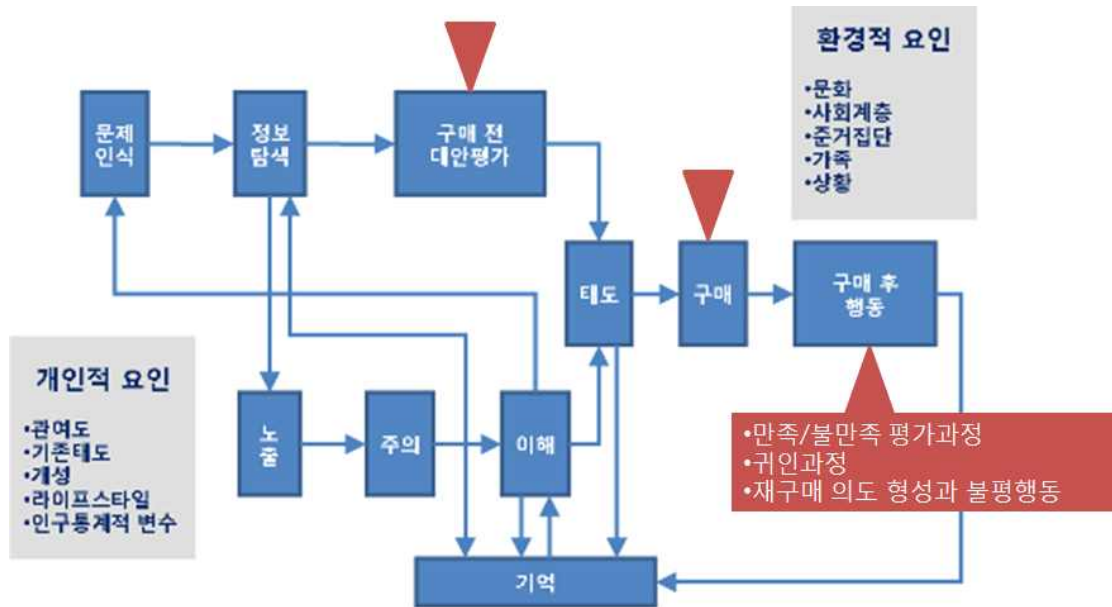 환경적 요인
•문화
•사회계층
•준거집단
•가족
•상황
문제
인식
정보
탐색
구매 전
대안평가
태도
구매
구매 후
행동
개인적 요인
•관여도
•기존태도
•개성
•라이프스타일
•인구통계적 변수
노
출
주의
이해
•만족/불만족 평가과정
•귀인과정
•재구매 의도 형성과 불평행동
기억